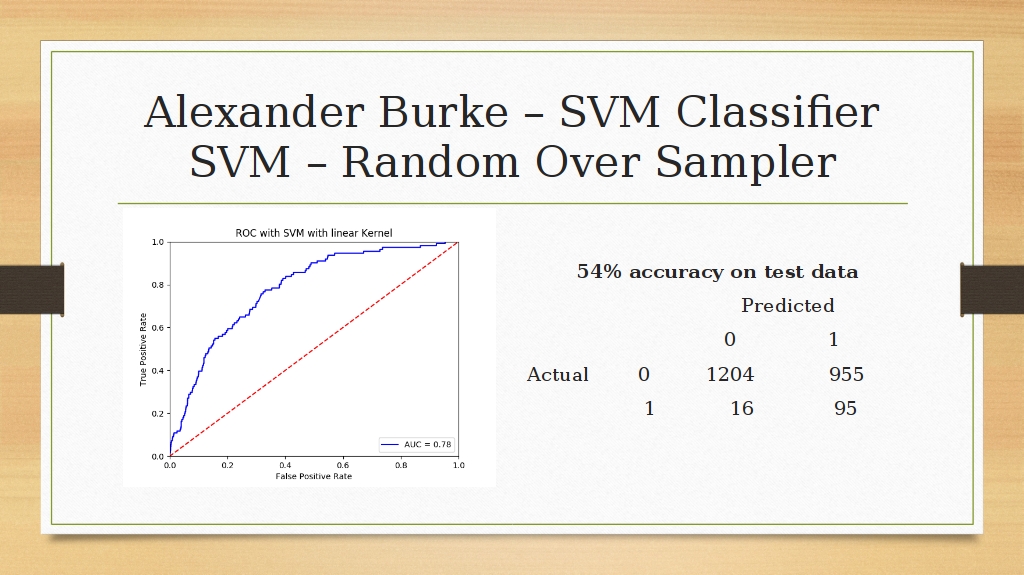 Alexander Burke – SVM Classifier
SVM – Random Over Sampler
ROC with SVM with linear Kernel
1.0
0.8
0.6
0.4
0.2
0.0
True Positive Rate
0.0 0.2 0.4 0.6 0.8 1.0
False Positive Rate
AUC = 0.78
54% accuracy on test data
Predicted
0 1
Actual 0 1204 955
1 16 95